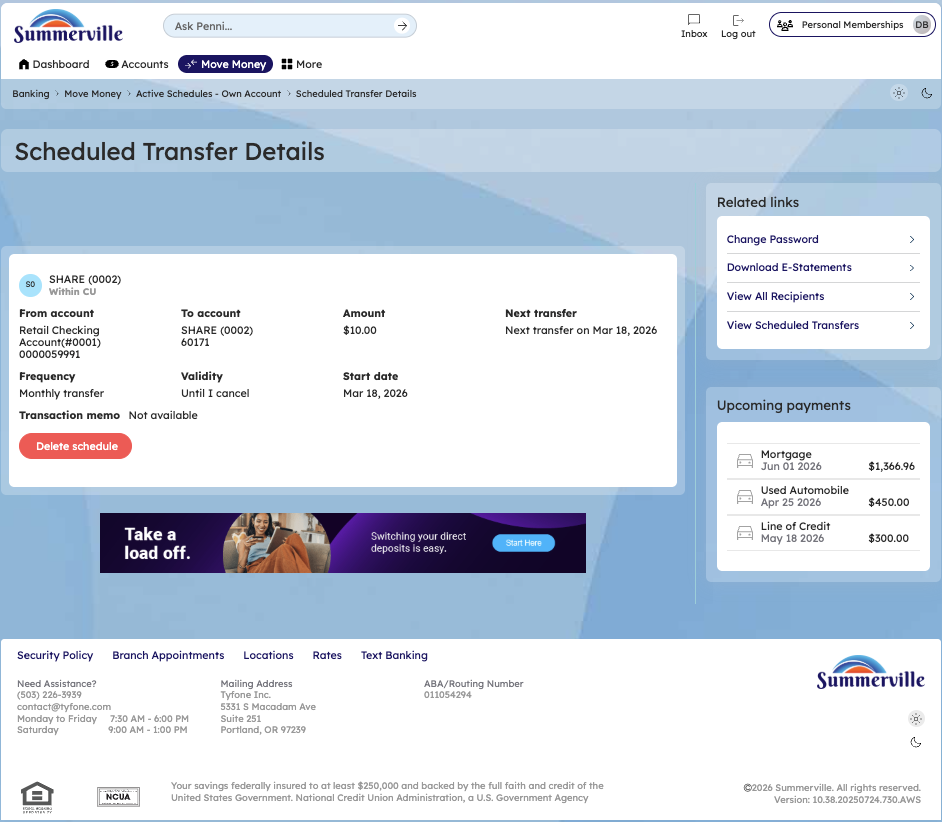 Summerville
Ask Penni...
Inbox
Log out
Personal Memberships
DB
Dashboard
Accounts
Move Money
More
Banking > Move Money > Active Schedules - Own Account > Scheduled Transfer Details
Scheduled Transfer Details
S0
SHARE (0002)
Within CU
From account
Retail Checking
Account(#0001)
0000059991
To account
SHARE (0002)
60171
Amount
$10.00
Next transfer
Next transfer on Mar 18, 2026
Frequency
Monthly transfer
Validity
Until I cancel
Start date
Mar 18, 2026
Transaction memo Not available
Delete schedule
Take a
load off.
Switching your direct
deposits is easy.
Start Here
Related links
Change Password
Download E-Statements
View All Recipients
View Scheduled Transfers
Upcoming payments
Mortgage
Jun 01 2026
$1,366.96
Used Automobile
Apr 25 2026
$450.00
Line of Credit
May 18 2026
$300.00
Security Policy
Branch Appointments
Locations
Rates
Text Banking
Need Assistance?
(503) 226-3939
contact@tyfone.com
Monday to Friday 7:30 AM - 6:00 PM
Saturday 9:00 AM - 1:00 PM
Mailing Address
Tyfone Inc.
5331 S Macadam Ave
Suite 251
Portland, OR 97239
ABA/Routing Number
011054294
Summerville
NCUA
Your savings federally insured to at least $250,000 and backed by the full faith and credit of the
United States Government. National Credit Union Administration, a U.S. Government Agency
©2026 Summerville. All rights reserved.
Version: 10.38.20250724.730.AWS